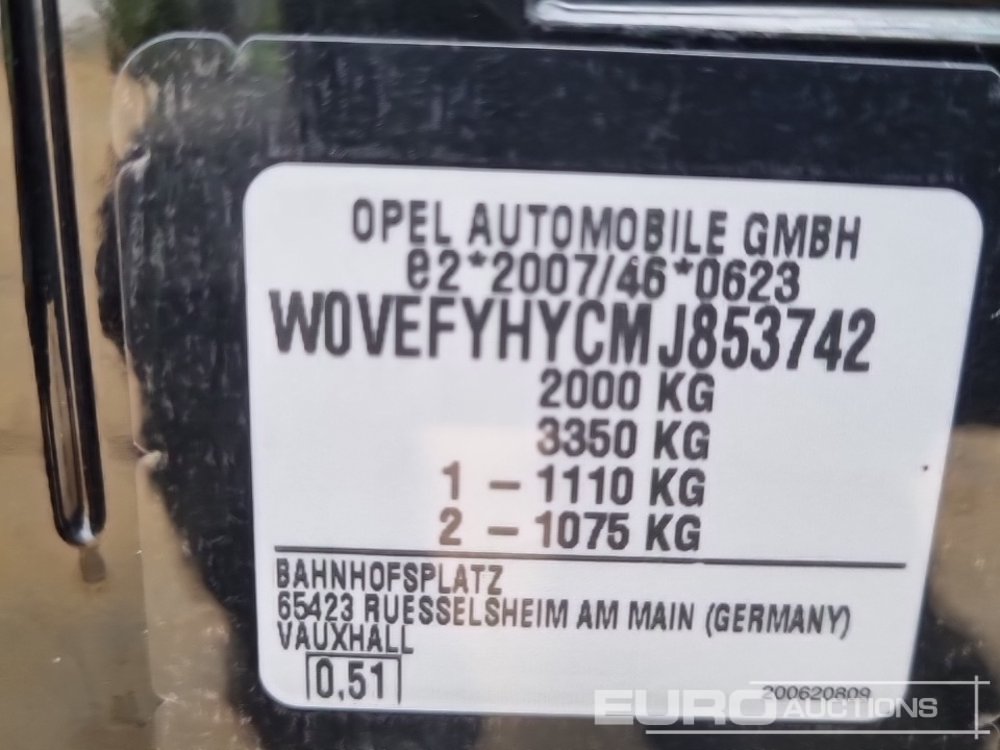 OPEL AUTOMOBILE GMBH
e2*2007/46*0623
W0VEFYHYCMJ853742
2000 KG
3350 KG
1 - 1110 KG
2 - 1075 KG
BAHNHOFSPLATZ
65423 RUESSELSHEIM AM MAIN (GERMANY)
VAUXHALL
0,51
200620809
EURO AUCTIONS